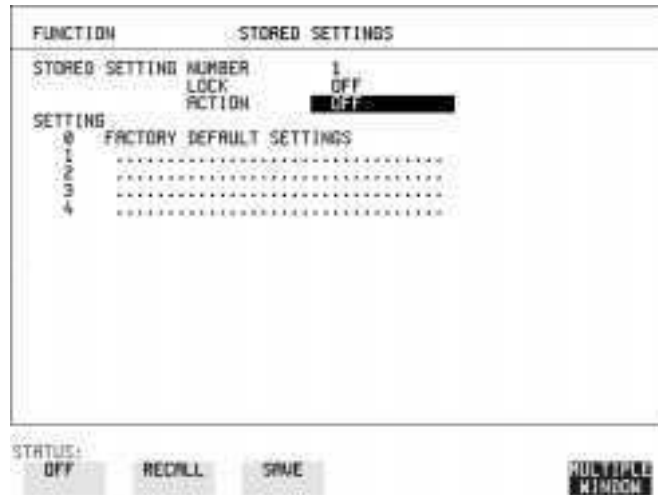 FUNCTION STORED SETTINGS
STORED SETTING NUMBER 1
LOCK OFF
ACTION OFF
SETTING
0 FACTORY DEFAULT SETTINGS
1 ................................
2 ................................
3 ................................
4 ................................
STATUS:
OFF RECALL SAVE MULTIPLE WINDOW